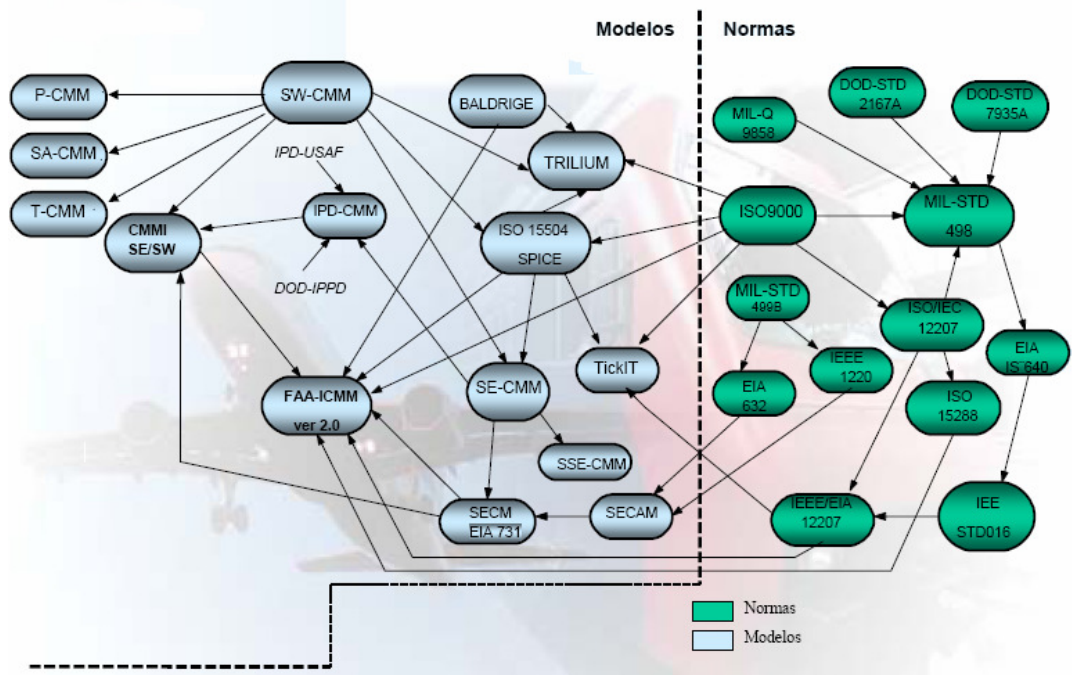 Modelos
Normas
P-CMM
SW-CMM
BALDRIGE
DOD-STD
2167A
DOD-STD
7935A
MIL-Q
9858
SA-CMM
IPD-USAF
TRILIUM
T-CMM
IPD-CMM
ISO9000
MIL-STD
498
CMMI
SE/SW
ISO 15504
SPICE
DOD-IPPD
MIL-STD
499B
ISO/IEC
12207
EIA
IS 640
TickIT
IEEE
1220
EIA
632
SE-CMM
FAA-ICMM
ver 2.0
ISO
15288
SSE-CMM
SECM
EIA 731
SECAM
IEEE/EIA
12207
IEE
STD016
Normas
Modelos